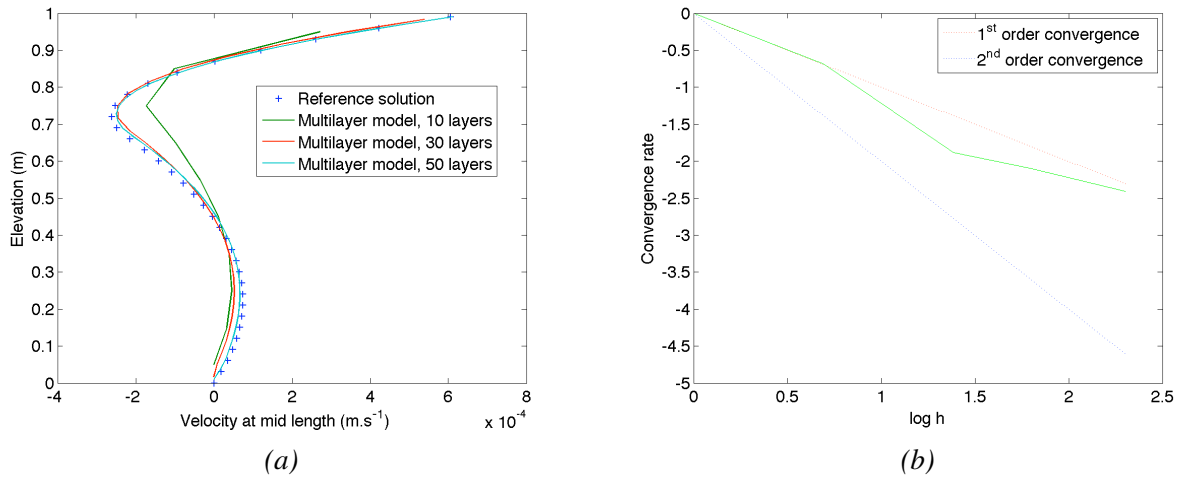 1
0.9
0.8
0.7
0.6
0.5
0.4
0.3
0.2
0.1
0
Elevation (m)
-4 -2 0 2 4 6 8
x 10^-4
Velocity at mid length (m.s^-1)
Reference solution
Multilayer model, 10 layers
Multilayer model, 30 layers
Multilayer model, 50 layers
(a)
0
-0.5
-1
-1.5
-2
-2.5
-3
-3.5
-4
-4.5
-5
Convergence rate
0 0.5 1 1.5 2 2.5
log h
1^st order convergence
2^nd order convergence
(b)